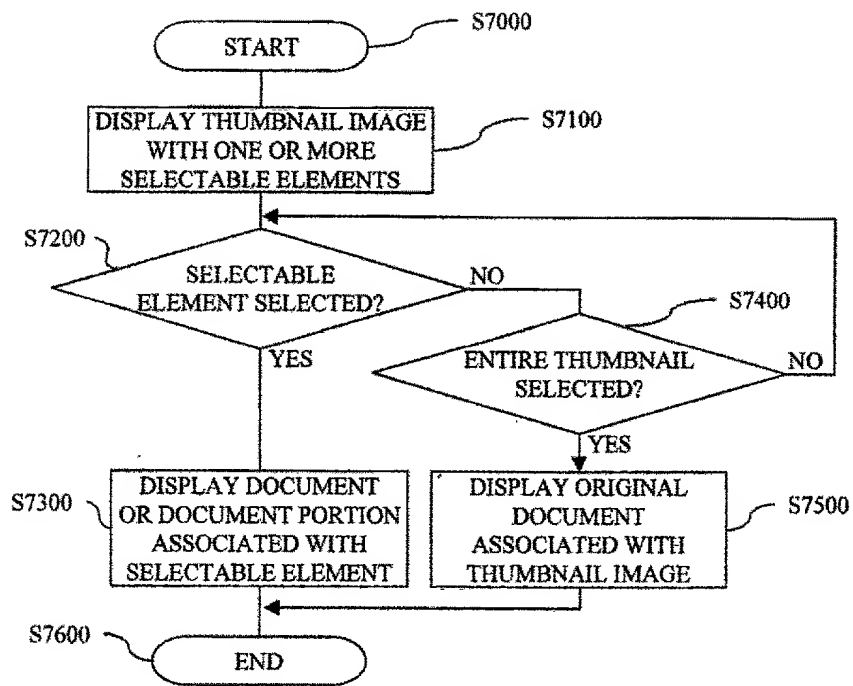 START
S7000
DISPLAY THUMBNAIL IMAGE
WITH ONE OR MORE
SELECTABLE ELEMENTS
S7100
S7200
SELECTABLE
ELEMENT SELECTED?
NO
YES
S7400
ENTIRE THUMBNAIL
SELECTED?
NO
YES
S7300
DISPLAY DOCUMENT
OR DOCUMENT PORTION
ASSOCIATED WITH
SELECTABLE ELEMENT
DISPLAY ORIGINAL
DOCUMENT
ASSOCIATED WITH
THUMBNAIL IMAGE
S7500
S7600
END